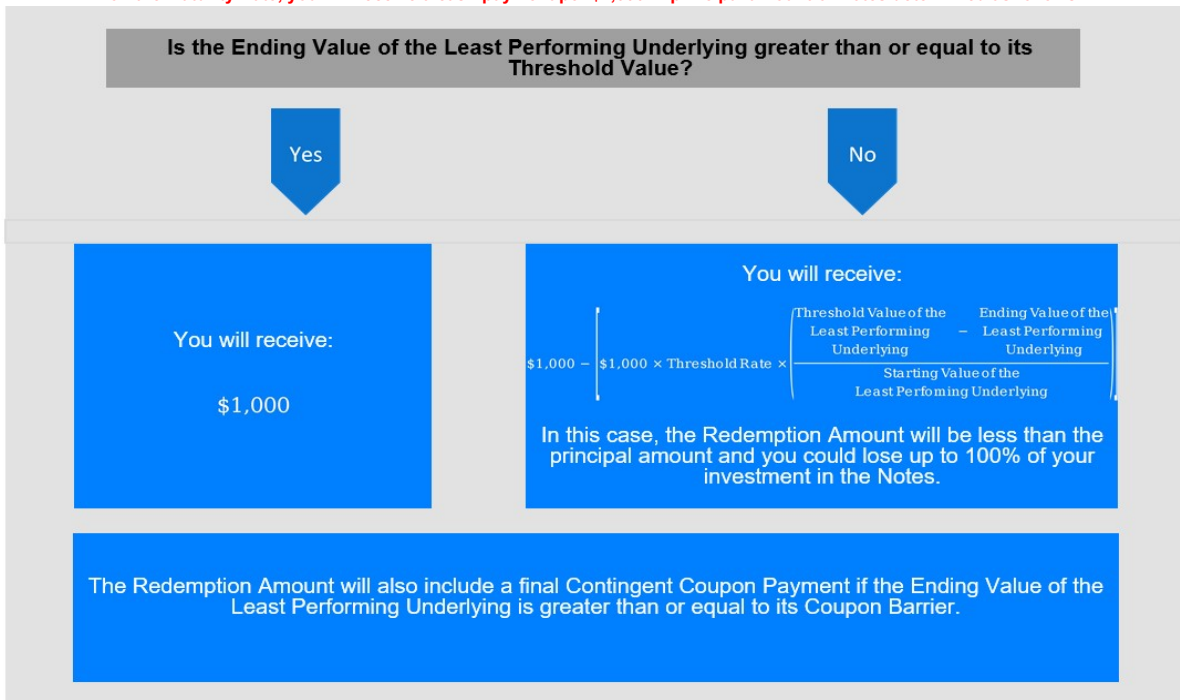 Is the Ending Value of the Least Performing Underlying greater than or equal to its
Threshold Value?
Yes
No
You will receive:
$1,000
You will receive:
$1,000 − [$1,000 × Threshold Rate × (
Threshold Value of the
Least Performing
Underlying
−
Ending Value of the
Least Performing
Underlying
Starting Value of the
Least Perfoming Underlying
)]
In this case, the Redemption Amount will be less than the
principal amount and you could lose up to 100% of your
investment in the Notes.
The Redemption Amount will also include a final Contingent Coupon Payment if the Ending Value of the
Least Performing Underlying is greater than or equal to its Coupon Barrier.